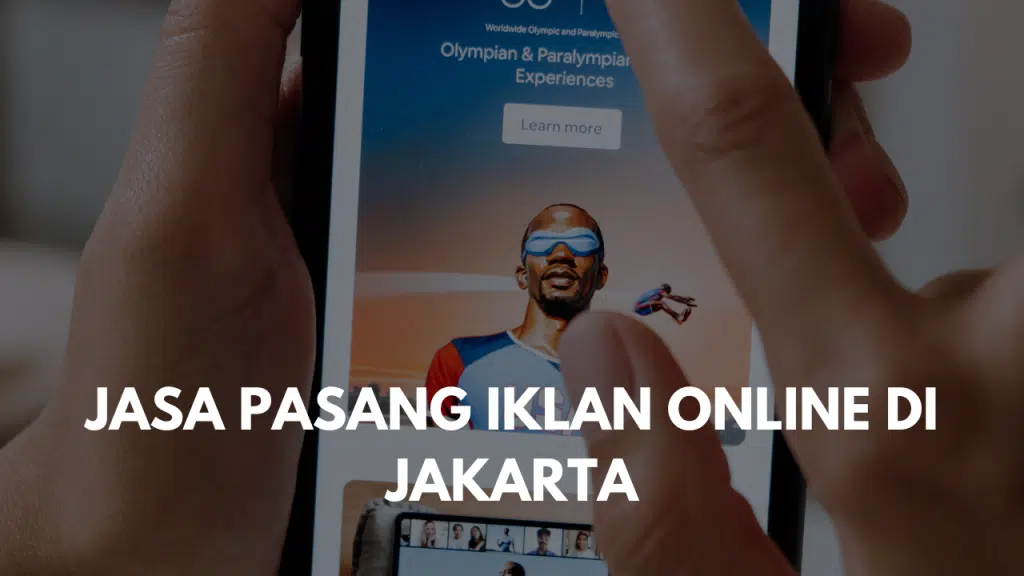 Worldwide Olympic and Paralympic
Olympian & Paralympian
Experiences
Learn more
JASA PASANG IKLAN ONLINE DI
JAKARTA